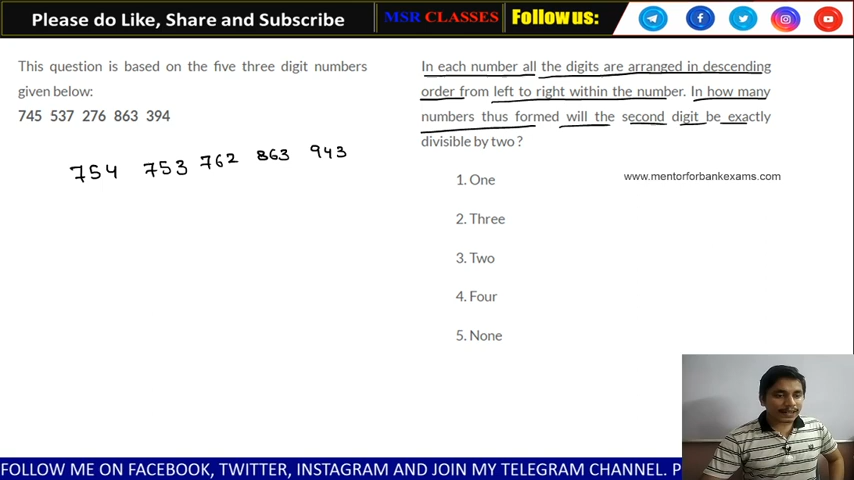 Please do Like, Share and Subscribe
MSR CLASSES
Follow us:
This question is based on the five three digit numbers
given below:
745 537 276 863 394
754 753 762 863 943
In each number all the digits are arranged in descending
order from left to right within the number. In how many
numbers thus formed will the second digit be exactly
divisible by two ?
1. One
2. Three
3. Two
4. Four
5. None
www.mentorforbankexams.com
FOLLOW ME ON FACEBOOK, TWITTER, INSTAGRAM AND JOIN MY TELEGRAM CHANNEL. P